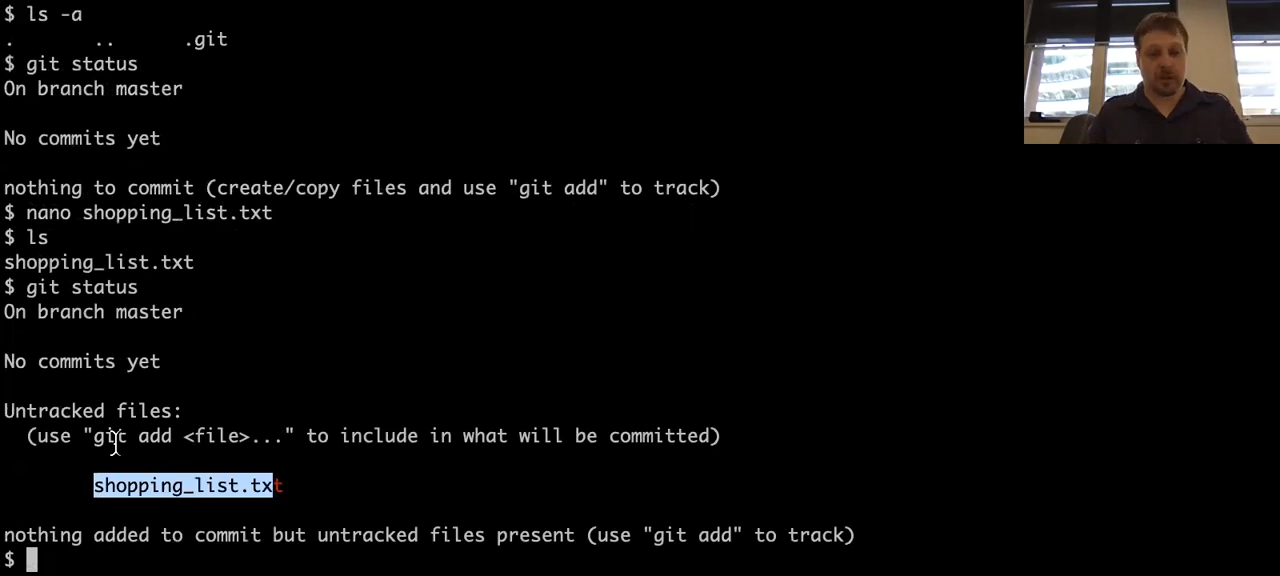 $ ls -a
. .. .git
$ git status
On branch master
No commits yet
nothing to commit (create/copy files and use "git add" to track)
$ nano shopping_list.txt
$ ls
shopping_list.txt
$ git status
On branch master
No commits yet
Untracked files:
(use "git add <file>..." to include in what will be committed)
shopping_list.txt
nothing added to commit but untracked files present (use "git add" to track)
$